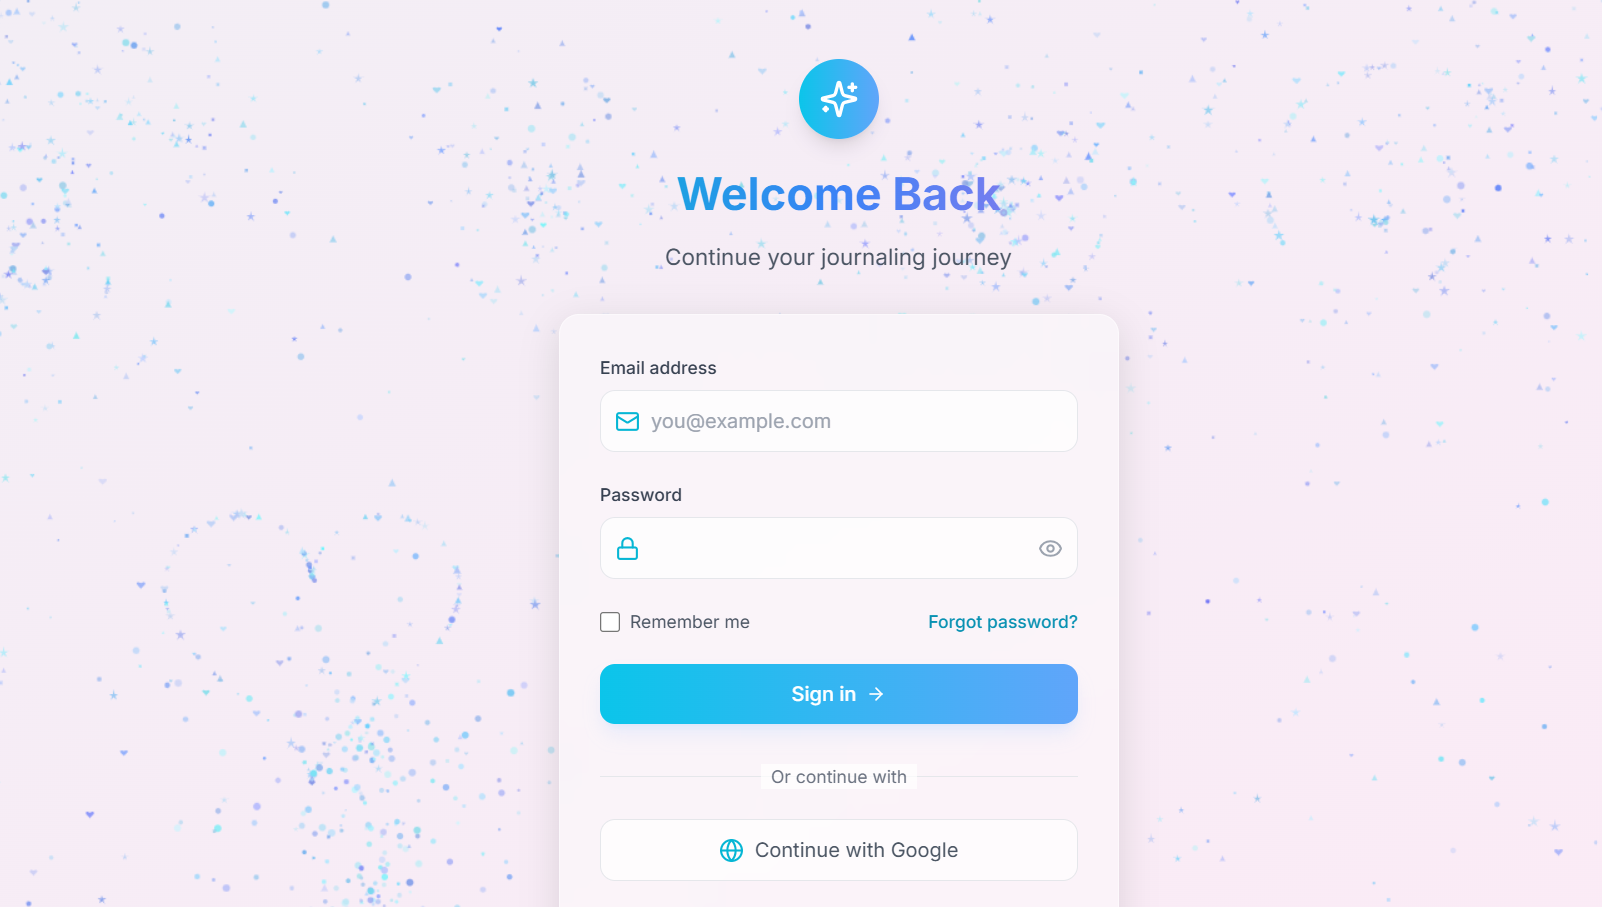 Welcome Back
Continue your journaling journey
Email address
you@example.com
Password
Remember me
Forgot password?
Sign in
Or continue with
Continue with Google